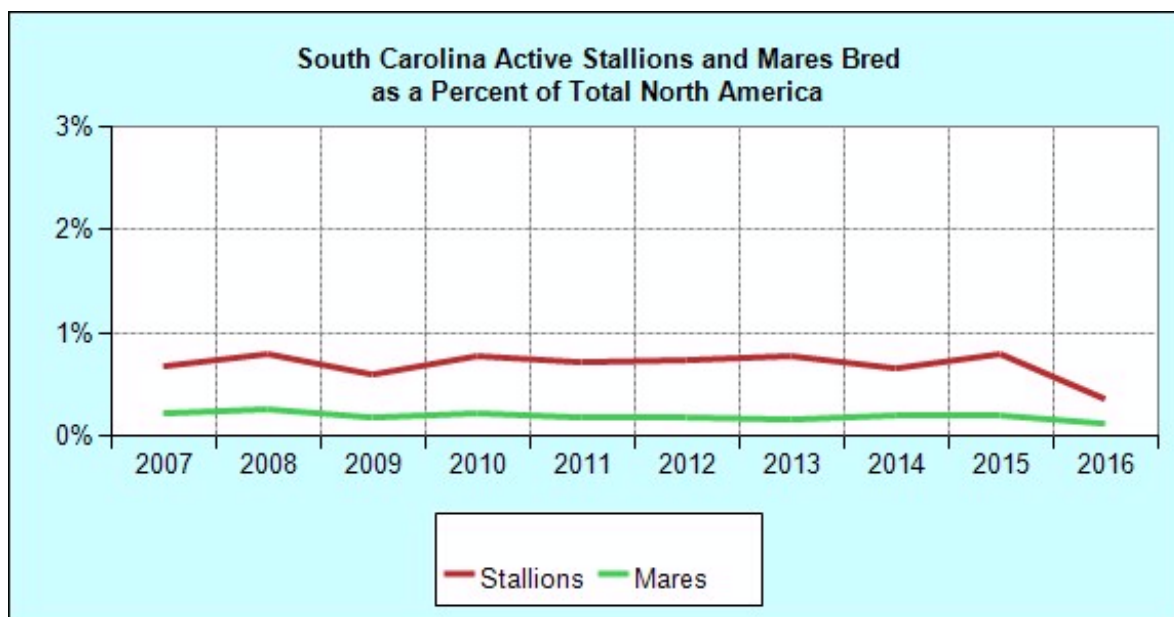 South Carolina Active Stallions and Mares Bred
as a Percent of Total North America
3%
2%
1%
0%
2007 2008 2009 2010 2011 2012 2013 2014 2015 2016
Stallions Mares